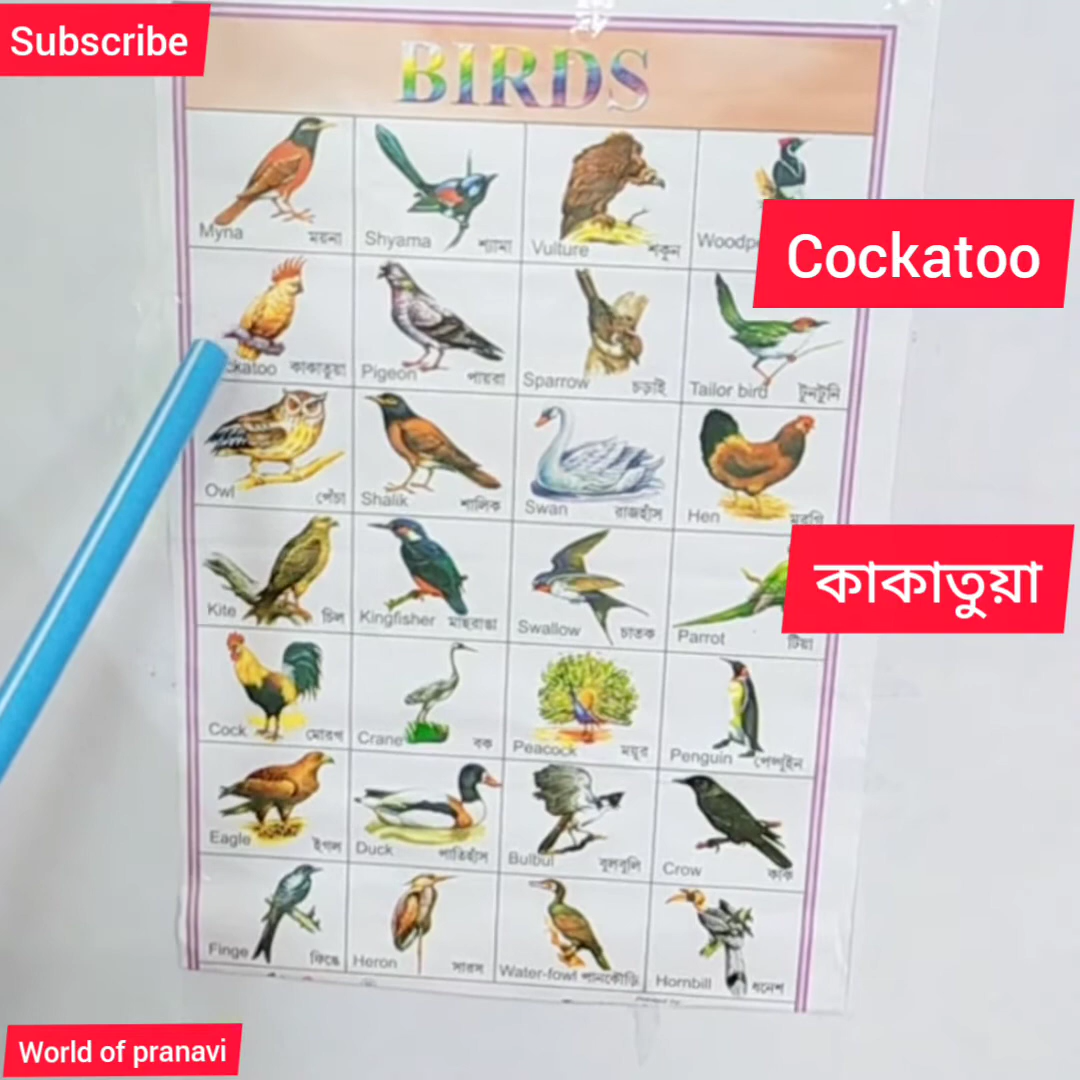 Subscribe
BIRDS
Myna ময়না
Shyama শ্যামা
Vulture শকুন
Cockatoo
ckatoo কাকাতুয়া
Pigeon পায়রা
Sparrow চড়াই
Tailor bird টুনটুনি
Owl পেঁচা
Shalik শালিক
Swan রাজহাঁস
Hen মুরগি
কাকাতুয়া
Kite চিল
Kingfisher মাছরাঙা
Swallow চাতক
Parrot টিয়া
Cock মোরগ
Crane বক
Peacock ময়ূর
Penguin পেঙ্গুইন
Eagle ঈগল
Duck পাতিহাঁস
Bulbul বুলবুলি
Crow কাক
Finge ফিঙে
Heron সারস
Water-fowl পানকৌড়ি
Hornbill ধনেশ
World of pranavi